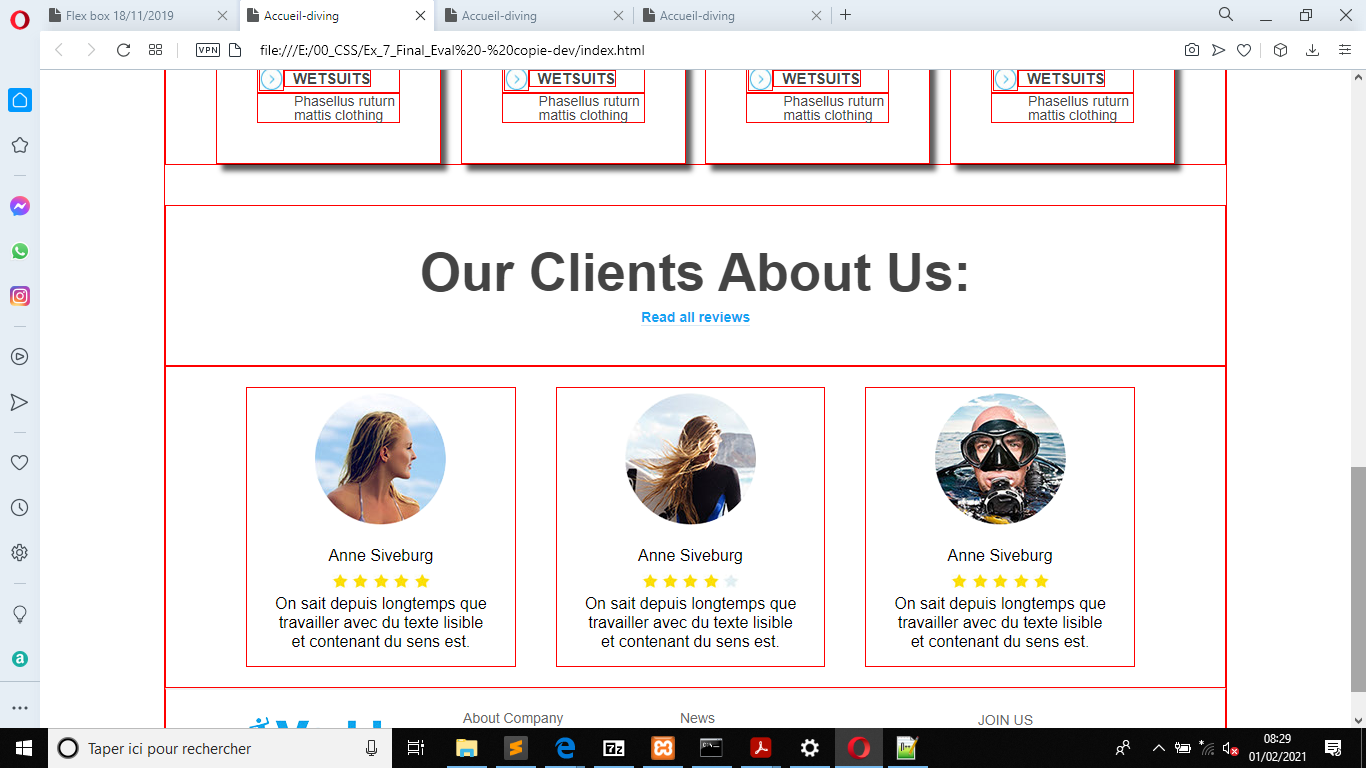 Flex box 18/11/2019
Accueil-diving
Accueil-diving
Accueil-diving
VPN
file:///E:/00_CSS/Ex_7_Final_Eval%20-%20copie-dev/index.html
WETSUITS
Phasellus ruturn
mattis clothing
WETSUITS
Phasellus ruturn
mattis clothing
WETSUITS
Phasellus ruturn
mattis clothing
WETSUITS
Phasellus ruturn
mattis clothing
Our Clients About Us:
Read all reviews
Anne Siveburg
On sait depuis longtemps que
travailler avec du texte lisible
et contenant du sens est.
Anne Siveburg
On sait depuis longtemps que
travailler avec du texte lisible
et contenant du sens est.
Anne Siveburg
On sait depuis longtemps que
travailler avec du texte lisible
et contenant du sens est.
About Company
News
JOIN US
Taper ici pour rechercher
08:29
01/02/2021